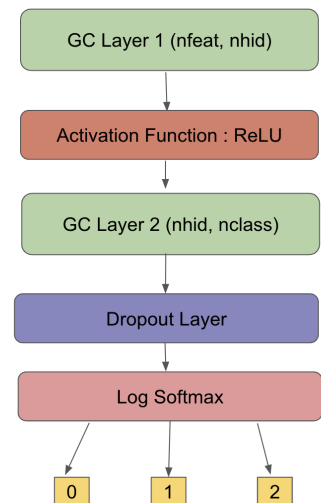 GC Layer 1 (nfeat, nhid)
Activation Function : ReLU
GC Layer 2 (nhid, nclass)
Dropout Layer
Log Softmax
0 1 2